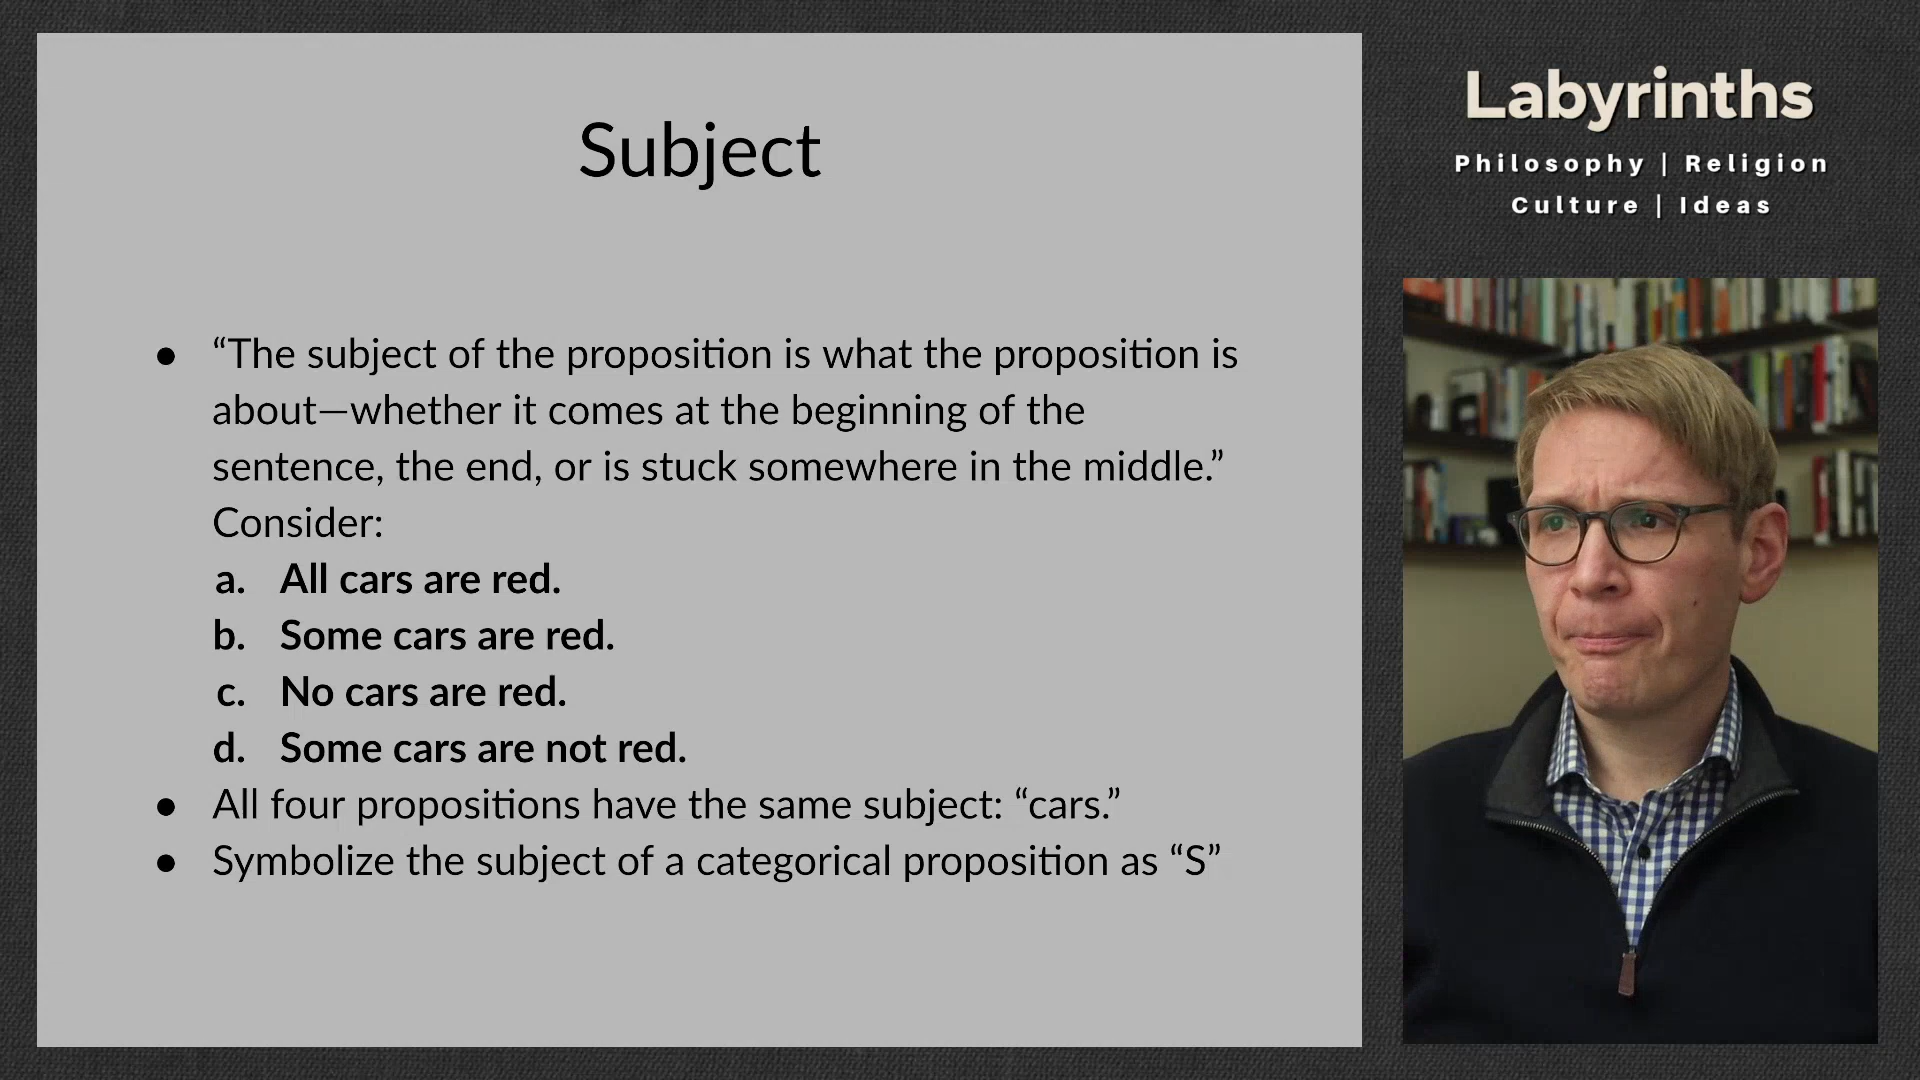 Subject
● “The subject of the proposition is what the proposition is
about—whether it comes at the beginning of the
sentence, the end, or is stuck somewhere in the middle.”
Consider:
a. All cars are red.
b. Some cars are red.
c. No cars are red.
d. Some cars are not red.
● All four propositions have the same subject: “cars.”
● Symbolize the subject of a categorical proposition as “S”
Labyrinths
Philosophy | Religion
Culture | Ideas